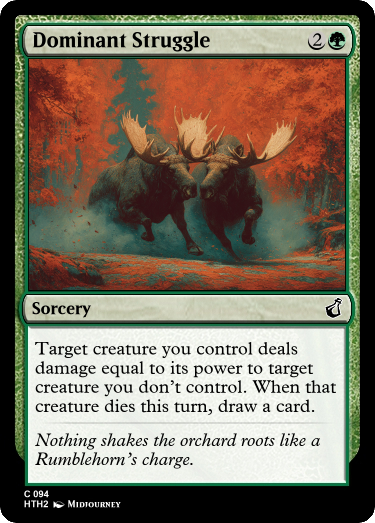 Dominant Struggle 2
Sorcery
Target creature you control deals
damage equal to its power to target
creature you don't control. When that
creature dies this turn, draw a card.
Nothing shakes the orchard roots like a
Rumblehorn's charge.
C 094
HTH2 Midjourney